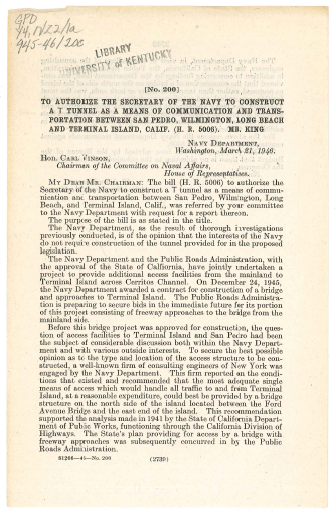 GPO
Y4.N22/1a
945-46/200
LIBRARY
UNIVERSITY of KENTUCKY
[No. 200]
TO AUTHORIZE THE SECRETARY OF THE NAVY TO CONSTRUCT
A T TUNNEL AS A MEANS OF COMMUNICATION AND TRANS-
PORTATION BETWEEN SAN PEDRO, WILMINGTON, LONG BEACH
AND TERMINAL ISLAND, CALIF. (H. R. 5006). MR. KING
NAVY DEPARTMENT,
Washington, March 21, 1946.
Hon. CARL VINSON,
Chairman of the Committee on Naval Affairs,
House of Representatives.
MY DEAR MR. CHAIRMAN: The bill (H. R. 5006) to authorize the
Secretary of the Navy to construct a T tunnel as a means of commu-
nication and transportation between San Pedro, Wilmington, Long
Beach, and Terminal Island, Calif., was referred by your committee
to the Navy Department with request for a report thereon.
The purpose of the bill is as stated in the title.
The Navy Department, as the result of thorough investigations
previously conducted, is of the opinion that the interests of the Navy
do not require construction of the tunnel provided for in the proposed
legislation.
The Navy Department and the Public Roads Administration, with
the approval of the State of California, have jointly undertaken a
project to provide additional access facilities from the mainland to
Terminal Island across Cerritos Channel. On December 24, 1945,
the Navy Department awarded a contract for construction of a bridge
and approaches to Terminal Island. The Public Roads Administra-
tion is preparing to secure bids in the immediate future for its portion
of this project consisting of freeway approaches to the bridge from the
mainland side.
Before this bridge project was approved for construction, the ques-
tion of access facilities to Terminal Island and San Pedro had been
the subject of considerable discussion both within the Navy Depart-
ment and with various outside interests. To secure the best possible
opinion as to the type and location of the access structure to be con-
structed, a well-known firm of consulting engineers of New York was
engaged by the Navy Department. This firm reported on the condi-
tions that existed and recommended that the most adequate single
means of access which would handle all traffic to and from Terminal
Island, at a reasonable expenditure, could best be provided by a bridge
structure on the north side of the island located between the Ford
Avenue Bridge and the east end of the island. This recommendation
supported the analysis made in 1941 by the State of California Depart-
ment of Public Works, functioning through the California Division of
Highways. The State's plan providing for access by a bridge with
freeway approaches was subsequently concurred in by the Public
Roads Administration.
81266—45—No. 200 (2739)